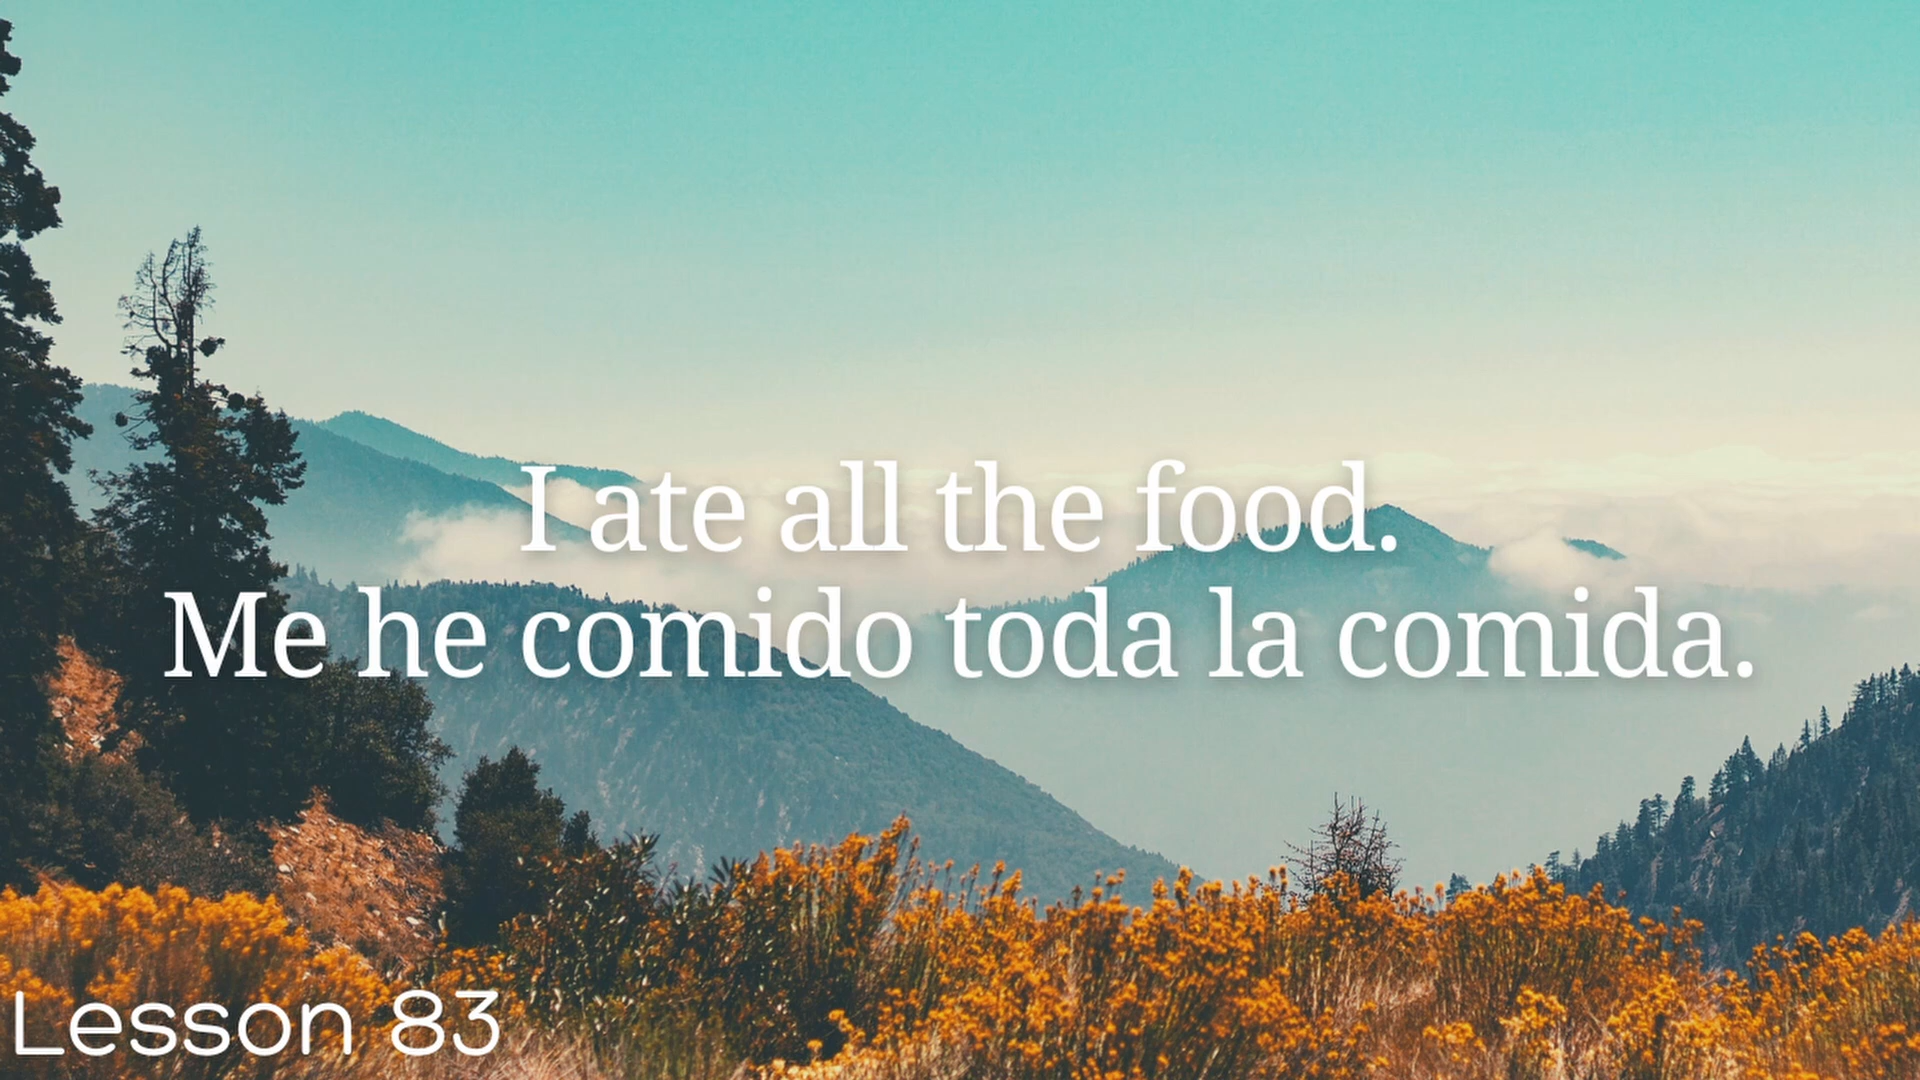 I ate all the food.
Me he comido toda la comida.
Lesson 83